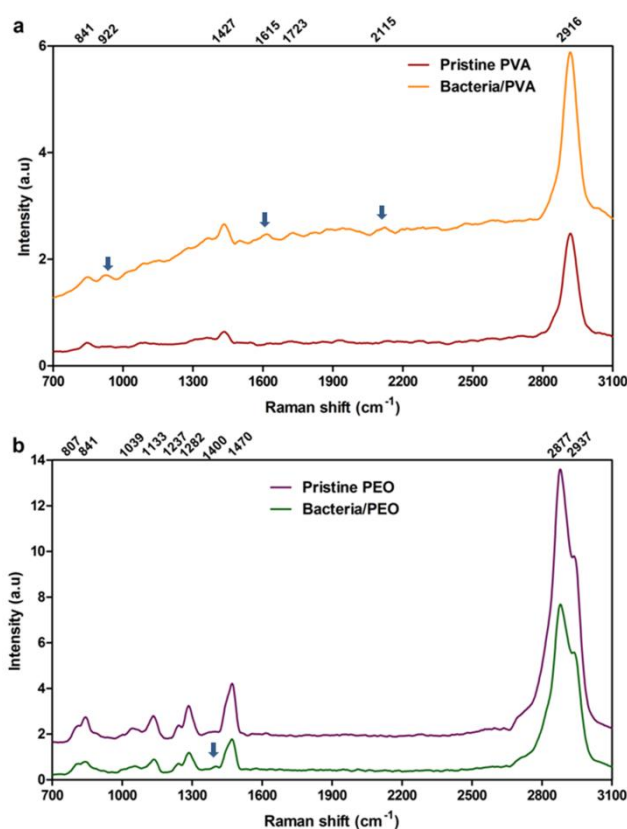 a
841 922 1427 1615 1723 2115 2916
6
4
2
0
Intensity (a.u)
Pristine PVA
Bacteria/PVA
700 1000 1300 1600 1900 2200 2500 2800 3100
Raman shift (cm-1)
b
807 841 1039 1133 1237 1282 1400 1470 2877 2937
14
12
10
8
6
4
2
0
Intensity (a.u)
Pristine PEO
Bacteria/PEO
700 1000 1300 1600 1900 2200 2500 2800 3100
Raman shift (cm-1)